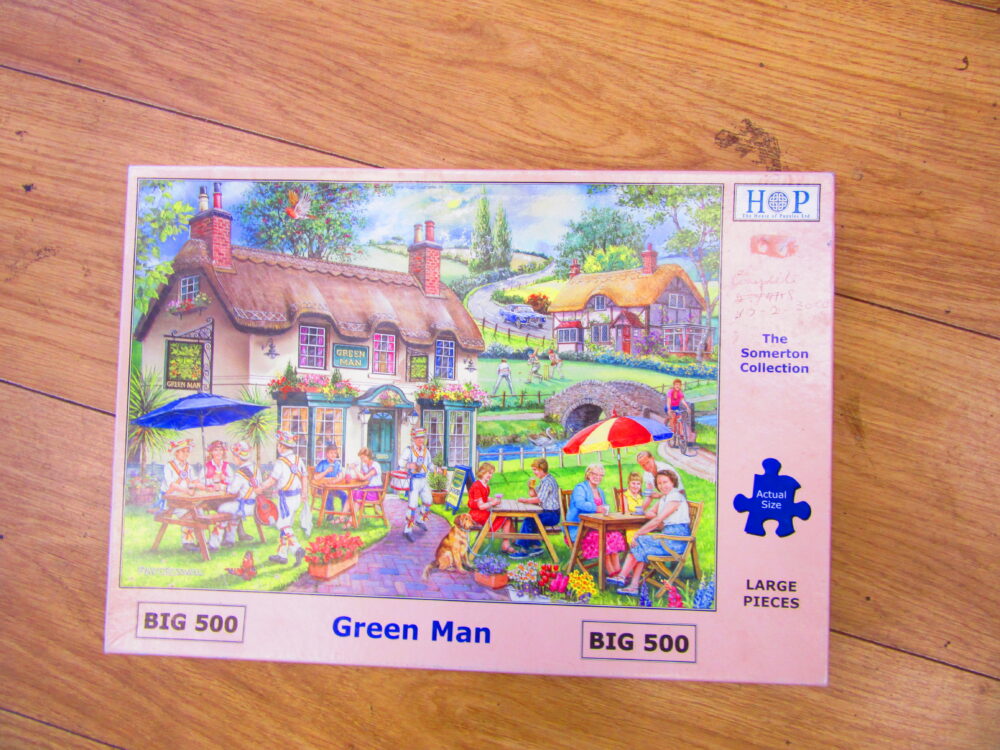 HOP
The House of Puzzles Ltd
The
Somerton
Collection
GREEN
MAN
GREEN MAN
Actual
Size
LARGE
PIECES
BIG 500
Green Man
BIG 500